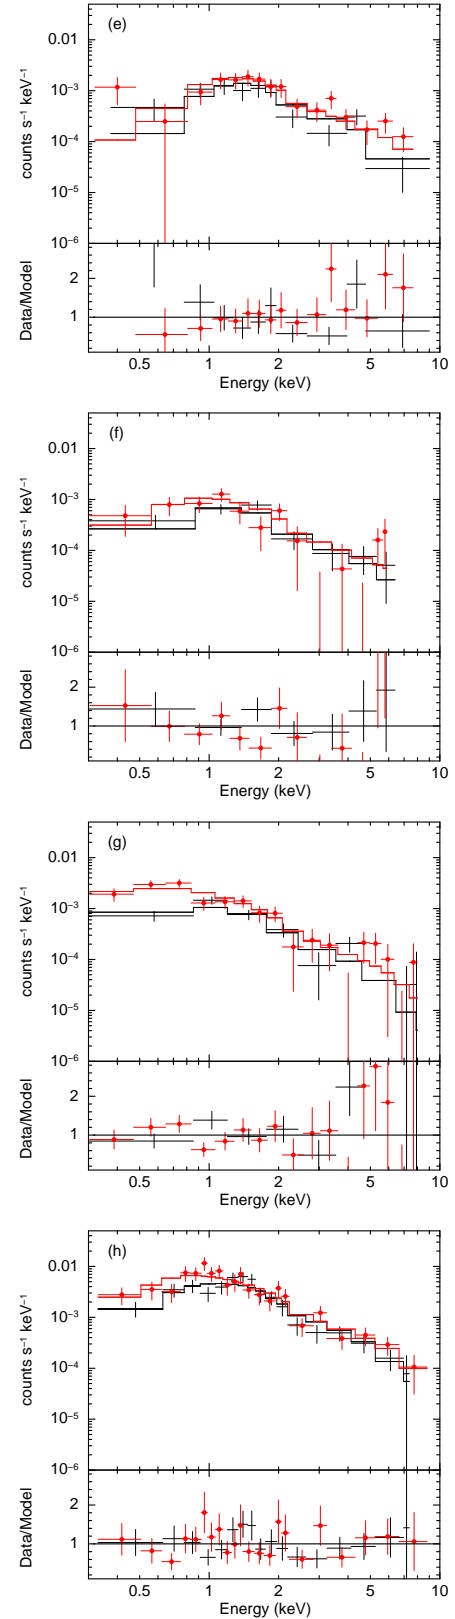 (e)
0.01
10⁻³
10⁻⁴
10⁻⁵
10⁻⁶
counts s⁻¹ keV⁻¹
2
1
Data/Model
0.5 1 2 5 10
Energy (keV)
(f)
0.01
10⁻³
10⁻⁴
10⁻⁵
10⁻⁶
counts s⁻¹ keV⁻¹
2
1
Data/Model
0.5 1 2 5 10
Energy (keV)
(g)
0.01
10⁻³
10⁻⁴
10⁻⁵
10⁻⁶
counts s⁻¹ keV⁻¹
2
1
Data/Model
0.5 1 2 5 10
Energy (keV)
(h)
0.01
10⁻³
10⁻⁴
10⁻⁵
10⁻⁶
counts s⁻¹ keV⁻¹
2
1
Data/Model
0.5 1 2 5 10
Energy (keV)